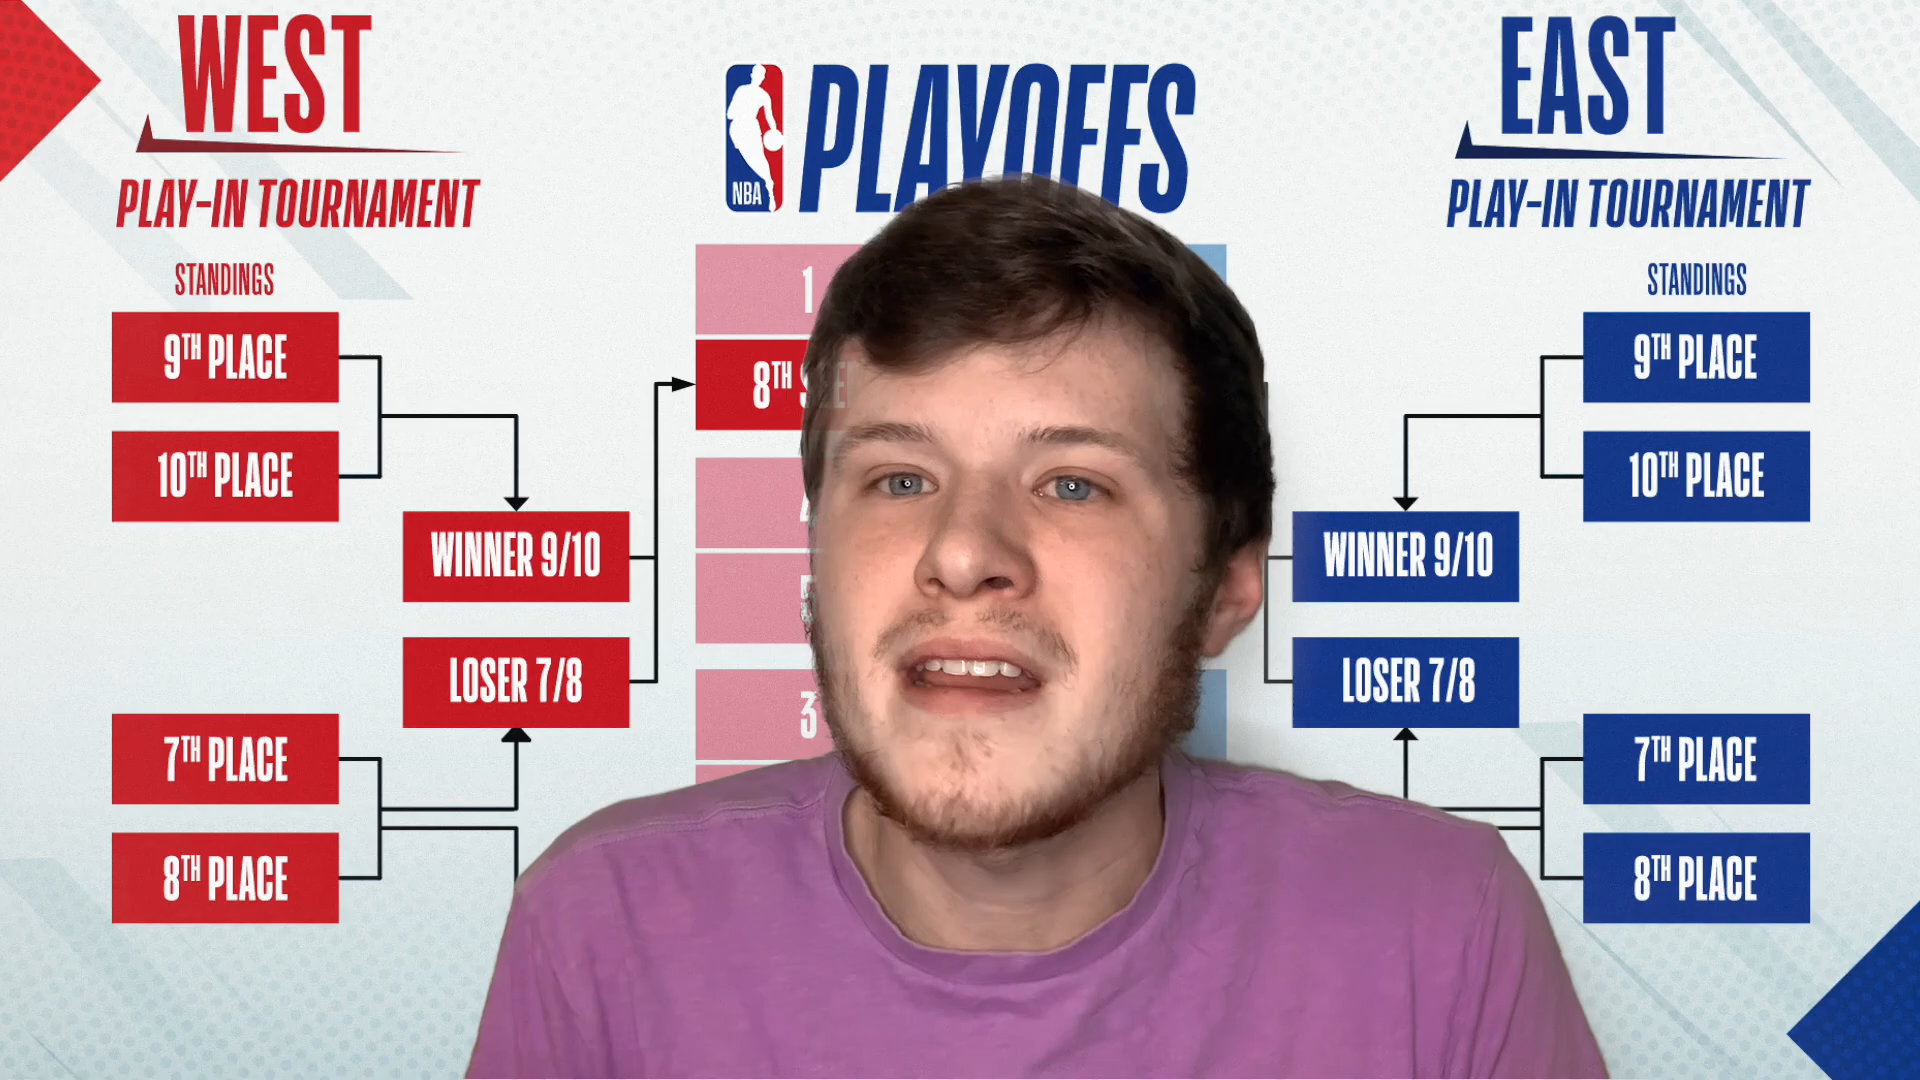 WEST
PLAY-IN TOURNAMENT
STANDINGS
9TH PLACE
10TH PLACE
WINNER 9/10
LOSER 7/8
7TH PLACE
8TH PLACE
NBA
PLAYOFFS
1
8TH
3
EAST
PLAY-IN TOURNAMENT
STANDINGS
9TH PLACE
10TH PLACE
WINNER 9/10
LOSER 7/8
7TH PLACE
8TH PLACE